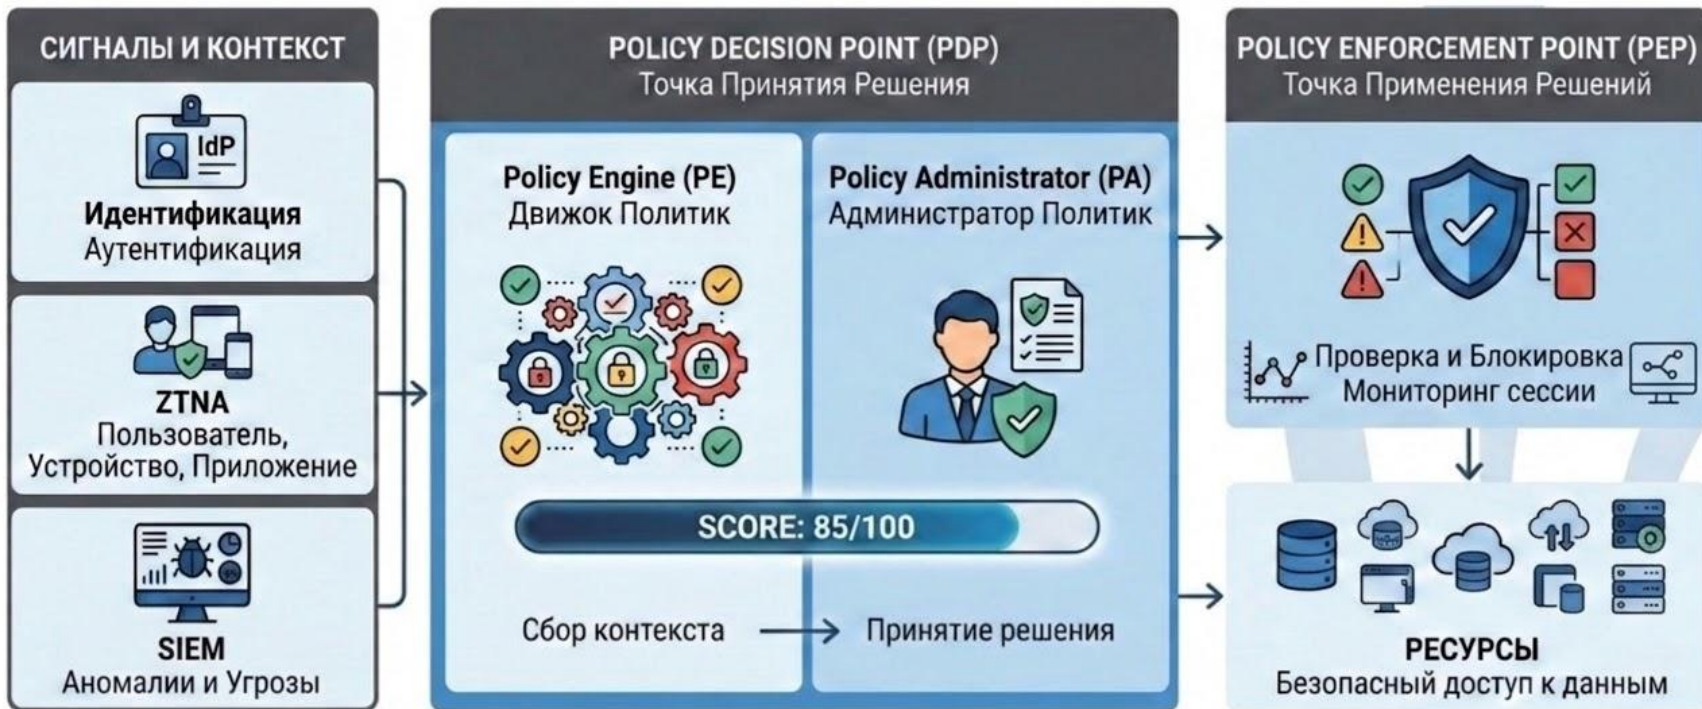 СИГНАЛЫ И КОНТЕКСТ
IdP
Идентификация
Аутентификация
ZTNA
Пользователь,
Устройство, Приложение
SIEM
Аномалии и Угрозы
POLICY DECISION POINT (PDP)
Точка Принятия Решения
Policy Engine (PE)
Движок Политик
Policy Administrator (PA)
Администратор Политик
SCORE: 85/100
Сбор контекста
Принятие решения
POLICY ENFORCEMENT POINT (PEP)
Точка Применения Решений
Проверка и Блокировка
Мониторинг сессии
РЕСУРСЫ
Безопасный доступ к данным